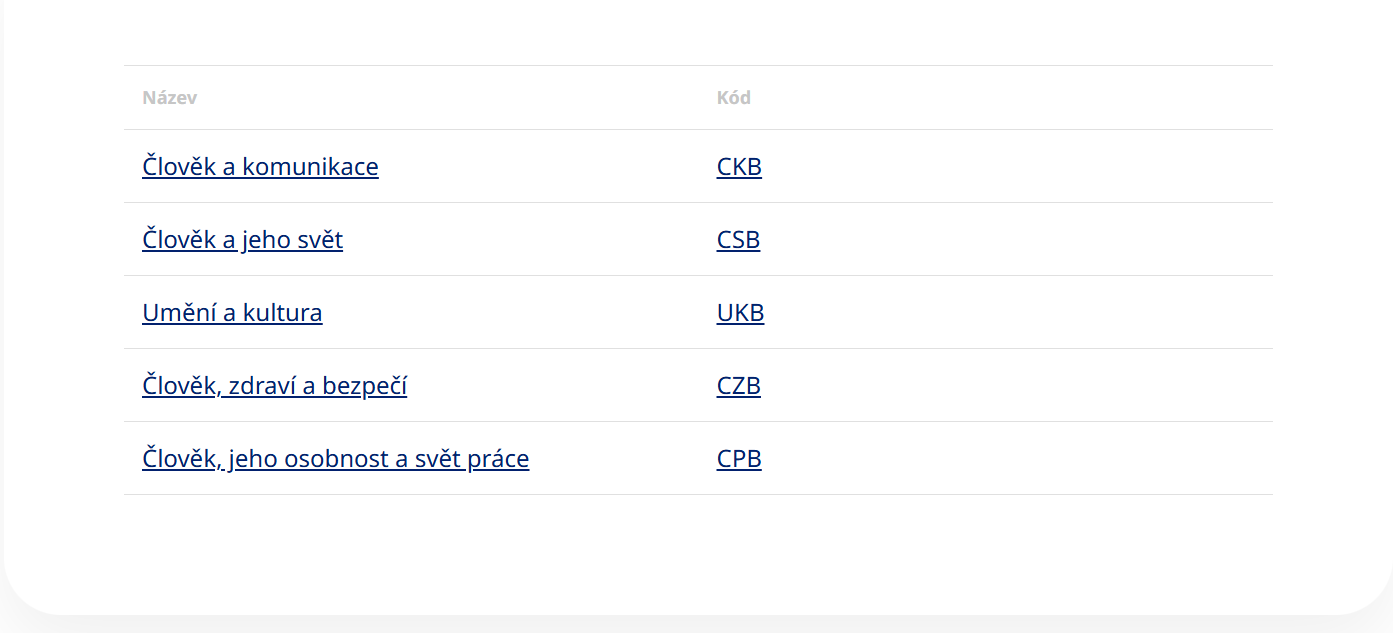 Název Kód
Člověk a komunikace CKB
Člověk a jeho svět CSB
Umění a kultura UKB
Člověk, zdraví a bezpečí CZB
Člověk, jeho osobnost a svět práce CPB